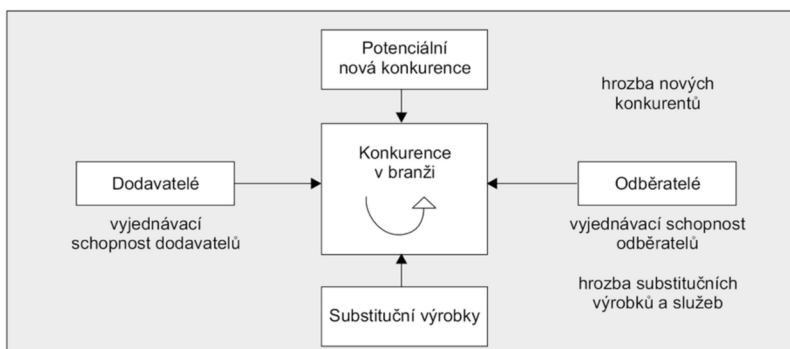 Potenciální
nová konkurence
hrozba nových
konkurentů
Konkurence
v branži
Dodavatelé
Odběratelé
vyjednávací
schopnost dodavatelů
vyjednávací schopnost
odběratelů
hrozba substitučních
výrobků a služeb
Substituční výrobky